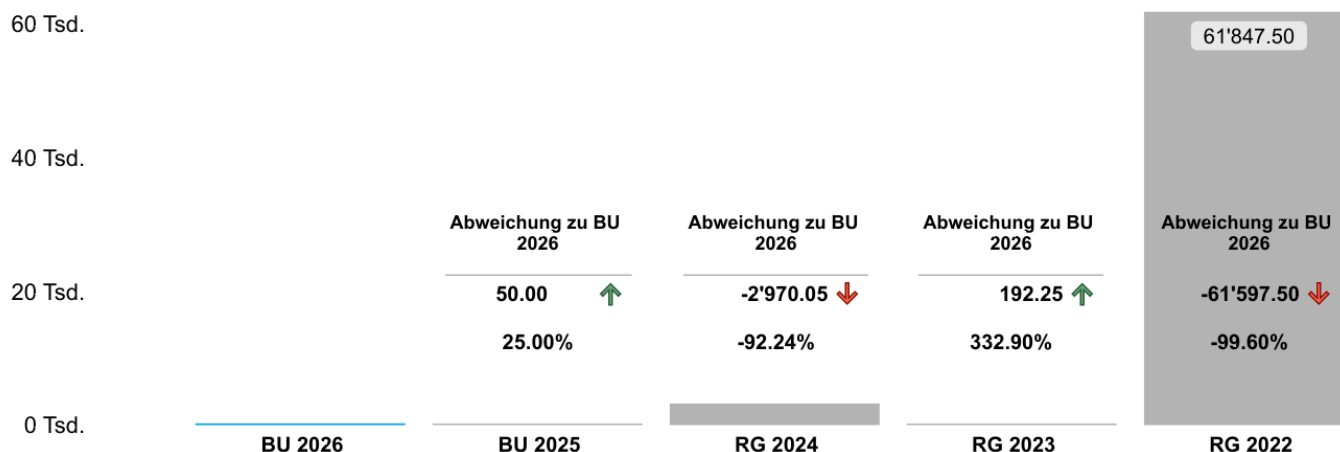 60 Tsd.
61'847.50
40 Tsd.
Abweichung zu BU 2026
Abweichung zu BU 2026
Abweichung zu BU 2026
Abweichung zu BU 2026
20 Tsd.
50.00
-2'970.05
192.25
-61'597.50
25.00%
-92.24%
332.90%
-99.60%
0 Tsd.
BU 2026
BU 2025
RG 2024
RG 2023
RG 2022